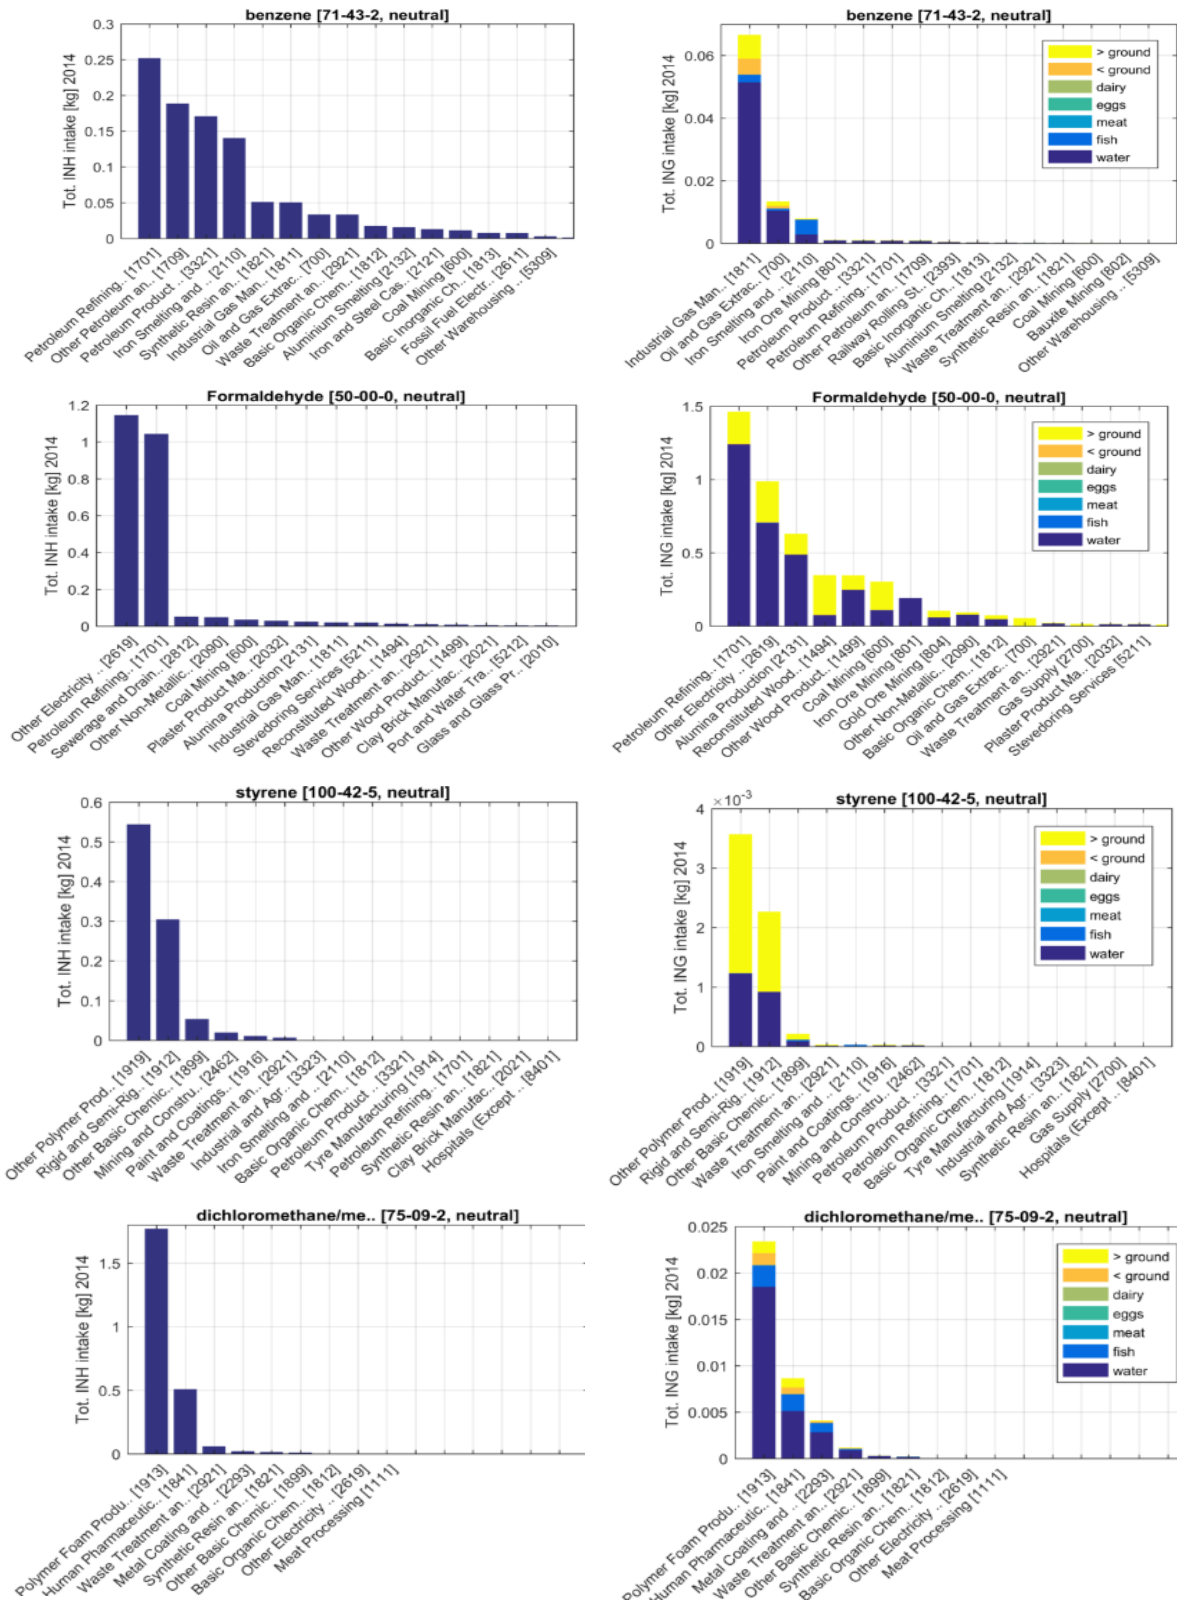 benzene [71-43-2, neutral]
Tot. INH intake [kg] 2014
0.3
0.25
0.2
0.15
0.1
0.05
0
Petroleum Refining.. [1701]
Other Petroleum an.. [1709]
Petroleum Product .. [3321]
Iron Smelting and .. [2110]
Synthetic Resin an.. [1821]
Industrial Gas Man.. [1811]
Oil and Gas Extrac.. [700]
Waste Treatment an.. [2921]
Basic Organic Chem.. [1812]
Aluminium Smelting [2132]
Iron and Steel Cas.. [2121]
Coal Mining [600]
Basic Inorganic Ch.. [1813]
Fossil Fuel Electr.. [2611]
Other Warehousing .. [5309]
benzene [71-43-2, neutral]
Tot. ING intake [kg] 2014
0.06
0.04
0.02
0
> ground
< ground
dairy
eggs
meat
fish
water
Industrial Gas Man.. [1811]
Oil and Gas Extrac.. [700]
Iron Smelting and .. [2110]
Iron Ore Mining [801]
Petroleum Product .. [3321]
Petroleum Refining.. [1701]
Other Petroleum an.. [1709]
Railway Rolling St.. [2393]
Basic Inorganic Ch.. [1813]
Aluminium Smelting [2132]
Waste Treatment an.. [2921]
Synthetic Resin an.. [1821]
Coal Mining [600]
Bauxite Mining [802]
Other Warehousing .. [5309]
Formaldehyde [50-00-0, neutral]
Tot. INH intake [kg] 2014
1.2
1
0.8
0.6
0.4
0.2
0
Other Electricity .. [2619]
Petroleum Refining.. [1701]
Sewerage and Drain.. [2812]
Other Non-Metallic.. [2090]
Coal Mining [600]
Plaster Product Ma.. [2032]
Alumina Production [2131]
Industrial Gas Man.. [1811]
Stevedoring Services [5211]
Reconstituted Wood.. [1494]
Waste Treatment an.. [2921]
Other Wood Product.. [1499]
Clay Brick Manufac.. [2021]
Port and Water Tra.. [5212]
Glass and Glass Pr.. [2010]
Formaldehyde [50-00-0, neutral]
Tot. ING intake [kg] 2014
1.5
1
0.5
0
> ground
< ground
dairy
eggs
meat
fish
water
Petroleum Refining.. [1701]
Other Electricity .. [2619]
Alumina Production [2131]
Reconstituted Wood.. [1494]
Other Wood Product.. [1499]
Coal Mining [600]
Iron Ore Mining [801]
Gold Ore Mining [804]
Other Non-Metallic.. [2090]
Basic Organic Chem.. [1812]
Oil and Gas Extrac.. [700]
Waste Treatment an.. [2921]
Gas Supply [2700]
Plaster Product Ma.. [2032]
Stevedoring Services [5211]
styrene [100-42-5, neutral]
Tot. INH intake [kg] 2014
0.6
0.5
0.4
0.3
0.2
0.1
0
Other Polymer Prod.. [1919]
Rigid and Semi-Rig.. [1912]
Other Basic Chemic.. [1899]
Mining and Constru.. [2462]
Paint and Coatings.. [1916]
Waste Treatment an.. [2921]
Industrial and Agr.. [3323]
Iron Smelting and .. [2110]
Basic Organic Chem.. [1812]
Petroleum Product .. [3321]
Tyre Manufacturing [1914]
Petroleum Refining.. [1701]
Synthetic Resin an.. [1821]
Clay Brick Manufac.. [2021]
Hospitals (Except .. [8401]
styrene [100-42-5, neutral]
×10⁻³
Tot. ING intake [kg] 2014
4
3
2
1
0
> ground
< ground
dairy
eggs
meat
fish
water
Other Polymer Prod.. [1919]
Rigid and Semi-Rig.. [1912]
Other Basic Chemic.. [1899]
Waste Treatment an.. [2921]
Iron Smelting and .. [2110]
Paint and Coatings.. [1916]
Mining and Constru.. [2462]
Petroleum Product .. [3321]
Petroleum Refining.. [1701]
Basic Organic Chem.. [1812]
Tyre Manufacturing [1914]
Industrial and Agr.. [3323]
Synthetic Resin an.. [1821]
Gas Supply [2700]
Hospitals (Except .. [8401]
dichloromethane/me.. [75-09-2, neutral]
Tot. INH intake [kg] 2014
1.5
1
0.5
0
Polymer Foam Produ.. [1913]
Human Pharmaceutic.. [1841]
Waste Treatment an.. [2921]
Metal Coating and .. [2293]
Synthetic Resin an.. [1821]
Other Basic Chemic.. [1899]
Basic Organic Chem.. [1812]
Other Electricity .. [2619]
Meat Processing [1111]
dichloromethane/me.. [75-09-2, neutral]
Tot. ING intake [kg] 2014
0.025
0.02
0.015
0.01
0.005
0
> ground
< ground
dairy
eggs
meat
fish
water
Polymer Foam Produ.. [1913]
Human Pharmaceutic.. [1841]
Metal Coating and .. [2293]
Waste Treatment an.. [2921]
Other Basic Chemic.. [1899]
Synthetic Resin an.. [1821]
Basic Organic Chem.. [1812]
Other Electricity .. [2619]
Meat Processing [1111]